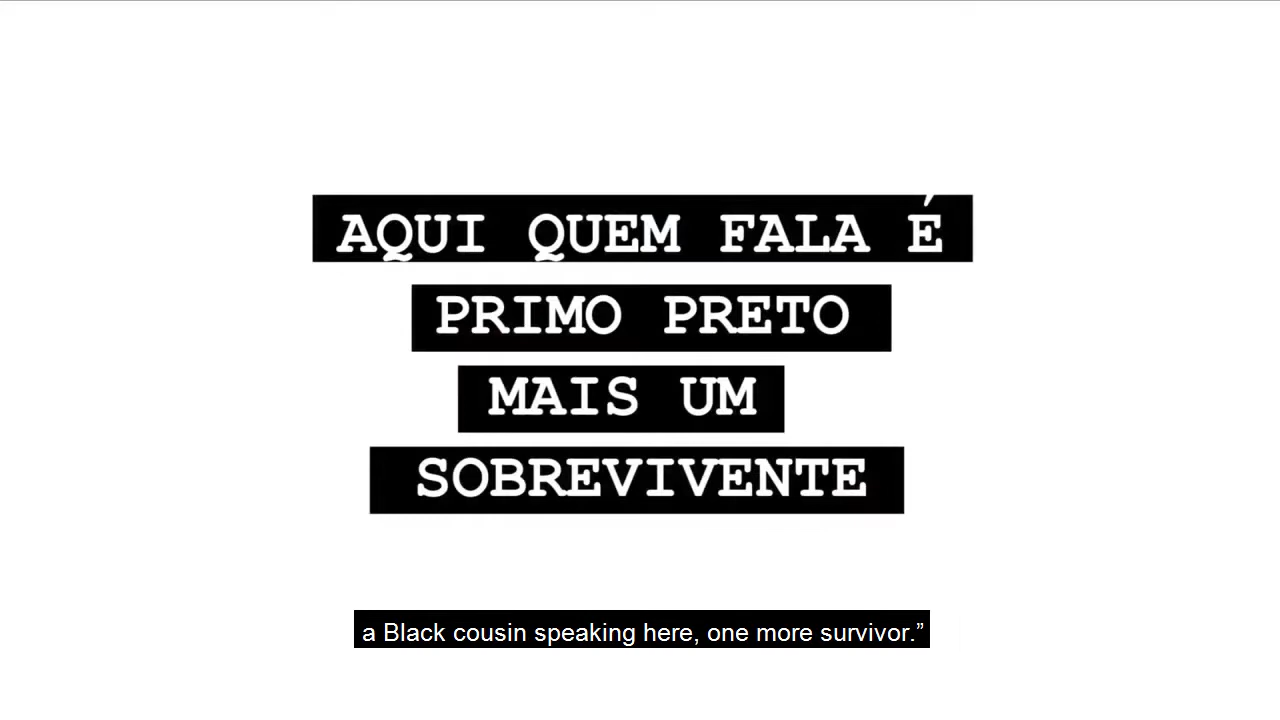 AQUI QUEM FALA É
PRIMO PRETO
MAIS UM
SOBREVIVENTE
a Black cousin speaking here, one more survivor.”